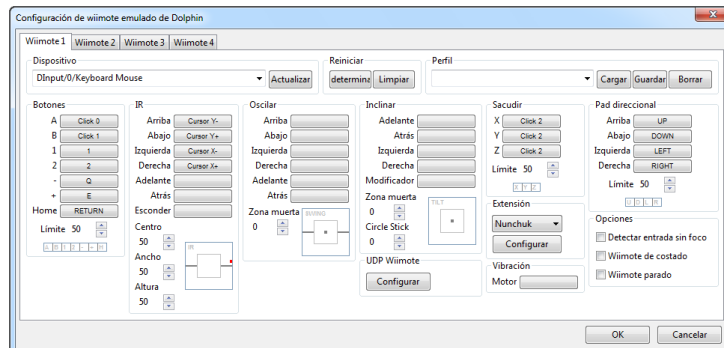 Configuración de wiimote emulado de Dolphin
Wiimote 1 Wiimote 2 Wiimote 3 Wiimote 4
Dispositivo
DInput/0/Keyboard Mouse
Actualizar
Reiniciar
determina Limpiar
Perfil
Cargar Guardar Borrar
Botones
A Click 0
B Click 1
1 1
2 2
- Q
+ E
Home RETURN
Límite 50
A B 1 2 - + H
IR
Arriba Cursor Y-
Abajo Cursor Y+
Izquierda Cursor X-
Derecha Cursor X+
Adelante
Atrás
Esconder
Centro
50
Ancho
50
Altura
50
IR
Oscilar
Arriba
Abajo
Izquierda
Derecha
Adelante
Atrás
Zona muerta
0
SWING
Inclinar
Adelante
Atrás
Izquierda
Derecha
Modificador
Zona muerta
0
Circle Stick
0
TILT
UDP Wiimote
Configurar
Sacudir
X Click 2
Y Click 2
Z Click 2
Límite 50
X Y Z
Extensión
Nunchuk
Configurar
Vibración
Motor
Pad direccional
Arriba UP
Abajo DOWN
Izquierda LEFT
Derecha RIGHT
Límite 50
U D L R
Opciones
Detectar entrada sin foco
Wiimote de costado
Wiimote parado
OK Cancelar